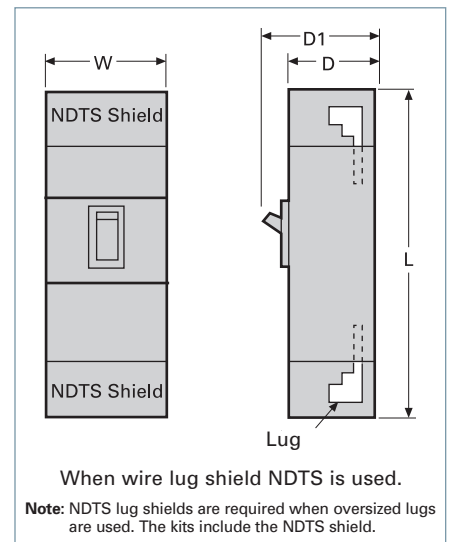 D1
W
D
NDTS Shield
L
NDTS Shield
Lug
When wire lug shield NDTS is used.
Note: NDTS lug shields are required when oversized lugs
are used. The kits include the NDTS shield.